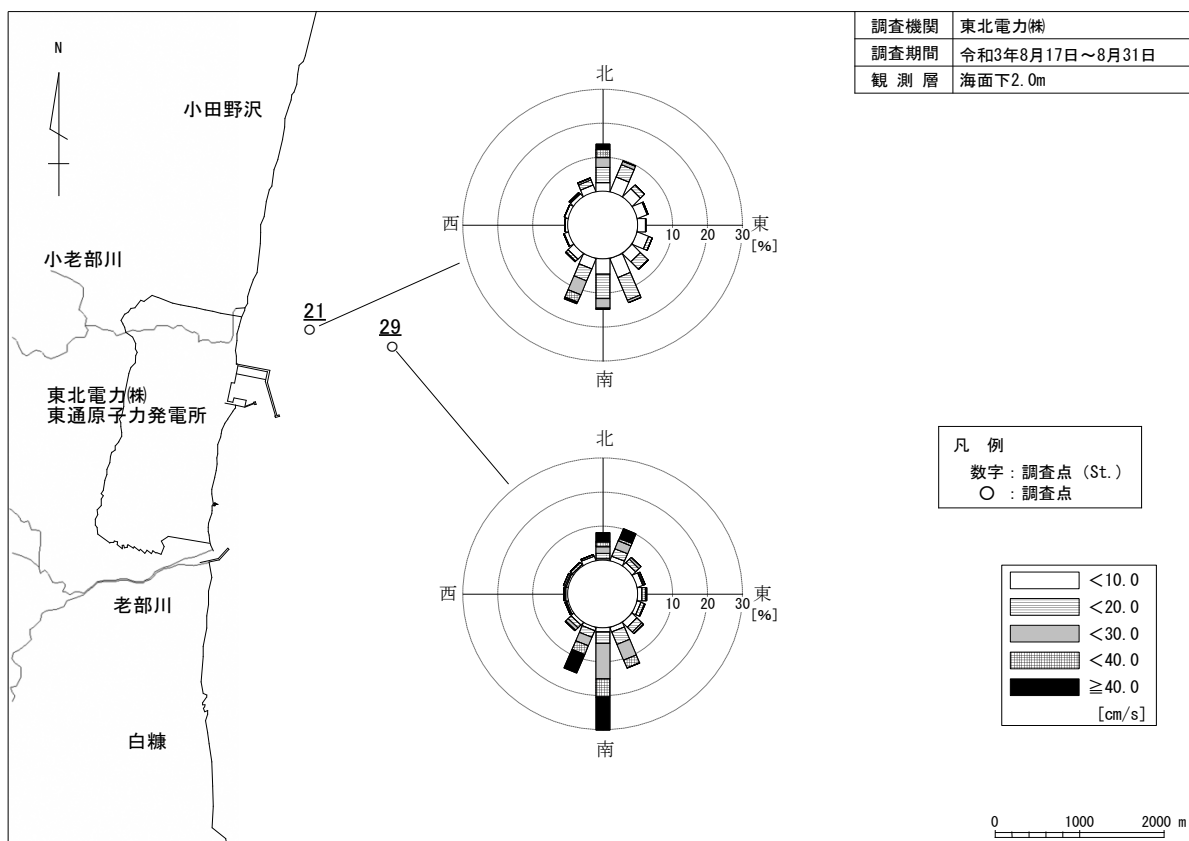 調査機関 東北電力㈱
調査期間 令和3年8月17日～8月31日
観測層 海面下2.0m
N
小田野沢
北
西
東
10 20 30
[%]
南
小老部川
21
29
東北電力㈱
東通原子力発電所
北
西
東
10 20 30
[%]
南
老部川
白糠
凡 例
数字：調査点（St.）
○ ：調査点
＜10.0
＜20.0
＜30.0
＜40.0
≧40.0
[cm/s]
0 1000 2000 m